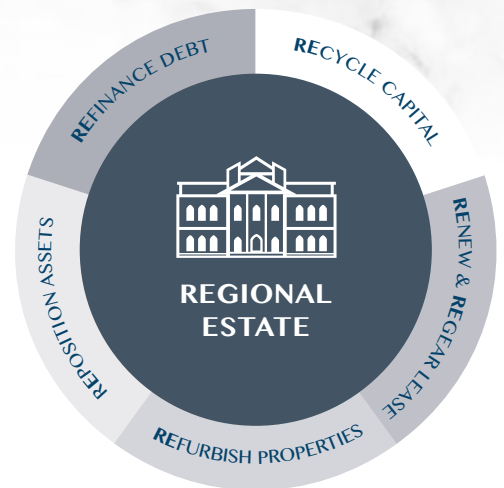 REFINANCE DEBT
RECYCLE CAPITAL
RENEW & REGEAR LEASE
REFURBISH PROPERTIES
REPOSITION ASSETS
REGIONAL
ESTATE